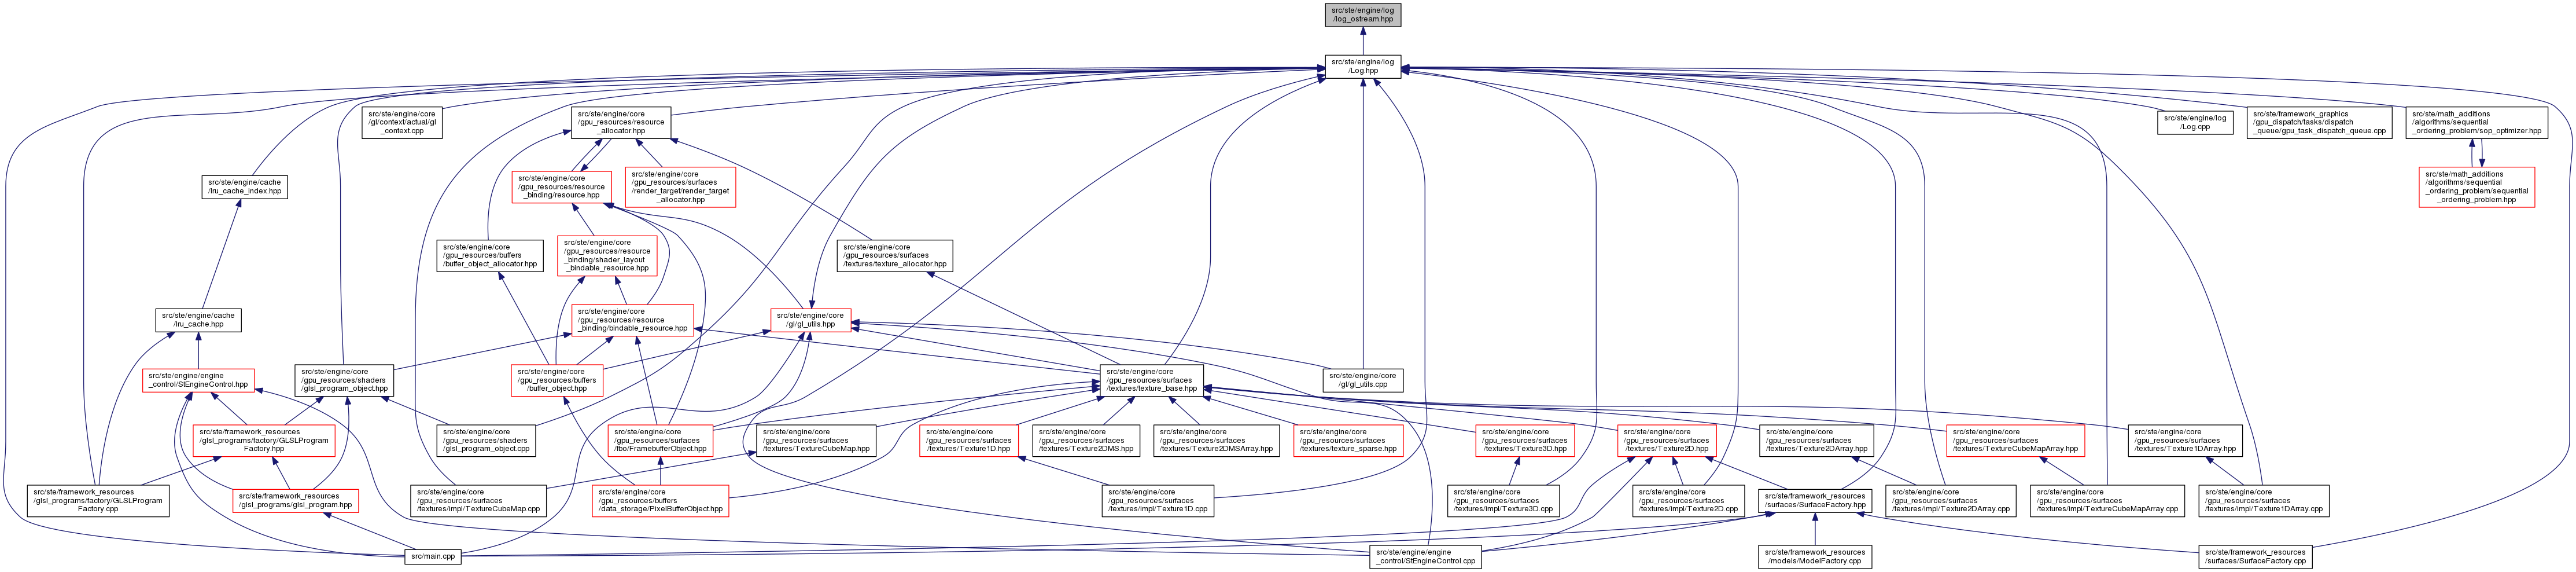 src/ste/engine/log
/log_ostream.hpp
src/ste/engine/log
/Log.hpp
src/ste/engine/core
/gl/context/actual/gl
_context.cpp
src/ste/engine/core
/gpu_resources/resource
_allocator.hpp
src/ste/engine/log
/Log.cpp
src/ste/framework_graphics
/gpu_dispatch/tasks/dispatch
_queue/gpu_task_dispatch_queue.cpp
src/ste/math_additions
/algorithms/sequential
_ordering_problem/sop_optimizer.hpp
src/ste/engine/cache
/lru_cache_index.hpp
src/ste/engine/core
/gpu_resources/resource
_binding/resource.hpp
src/ste/engine/core
/gpu_resources/surfaces
/render_target/render_target
_allocator.hpp
src/ste/math_additions
/algorithms/sequential
_ordering_problem/sequential
_ordering_problem.hpp
src/ste/engine/core
/gpu_resources/buffers
/buffer_object_allocator.hpp
src/ste/engine/core
/gpu_resources/resource
_binding/shader_layout
_bindable_resource.hpp
src/ste/engine/core
/gpu_resources/surfaces
/textures/texture_allocator.hpp
src/ste/engine/cache
/lru_cache.hpp
src/ste/engine/core
/gpu_resources/resource
_binding/bindable_resource.hpp
src/ste/engine/core
/gl/gl_utils.hpp
src/ste/engine/engine
_control/StEngineControl.hpp
src/ste/engine/core
/gpu_resources/shaders
/glsl_program_object.hpp
src/ste/engine/core
/gpu_resources/buffers
/buffer_object.hpp
src/ste/engine/core
/gpu_resources/surfaces
/textures/texture_base.hpp
src/ste/engine/core
/gl/gl_utils.cpp
src/ste/framework_resources
/glsl_programs/factory/GLSLProgram
Factory.hpp
src/ste/engine/core
/gpu_resources/shaders
/glsl_program_object.cpp
src/ste/engine/core
/gpu_resources/surfaces
/fbo/FramebufferObject.hpp
src/ste/engine/core
/gpu_resources/surfaces
/textures/TextureCubeMap.hpp
src/ste/engine/core
/gpu_resources/surfaces
/textures/Texture1D.hpp
src/ste/engine/core
/gpu_resources/surfaces
/textures/Texture2DMS.hpp
src/ste/engine/core
/gpu_resources/surfaces
/textures/Texture2DMSArray.hpp
src/ste/engine/core
/gpu_resources/surfaces
/textures/texture_sparse.hpp
src/ste/engine/core
/gpu_resources/surfaces
/textures/Texture3D.hpp
src/ste/engine/core
/gpu_resources/surfaces
/textures/Texture2D.hpp
src/ste/engine/core
/gpu_resources/surfaces
/textures/Texture2DArray.hpp
src/ste/engine/core
/gpu_resources/surfaces
/textures/TextureCubeMapArray.hpp
src/ste/engine/core
/gpu_resources/surfaces
/textures/Texture1DArray.hpp
src/ste/framework_resources
/glsl_programs/factory/GLSLProgram
Factory.cpp
src/ste/framework_resources
/glsl_programs/glsl_program.hpp
src/ste/engine/core
/gpu_resources/surfaces
/textures/impl/TextureCubeMap.cpp
src/ste/engine/core
/gpu_resources/buffers
/data_storage/PixelBufferObject.hpp
src/ste/engine/core
/gpu_resources/surfaces
/textures/impl/Texture1D.cpp
src/ste/engine/core
/gpu_resources/surfaces
/textures/impl/Texture3D.cpp
src/ste/engine/core
/gpu_resources/surfaces
/textures/impl/Texture2D.cpp
src/ste/framework_resources
/surfaces/SurfaceFactory.hpp
src/ste/engine/core
/gpu_resources/surfaces
/textures/impl/Texture2DArray.cpp
src/ste/engine/core
/gpu_resources/surfaces
/textures/impl/TextureCubeMapArray.cpp
src/ste/engine/core
/gpu_resources/surfaces
/textures/impl/Texture1DArray.cpp
src/main.cpp
src/ste/engine/engine
_control/StEngineControl.cpp
src/ste/framework_resources
/models/ModelFactory.cpp
src/ste/framework_resources
/surfaces/SurfaceFactory.cpp